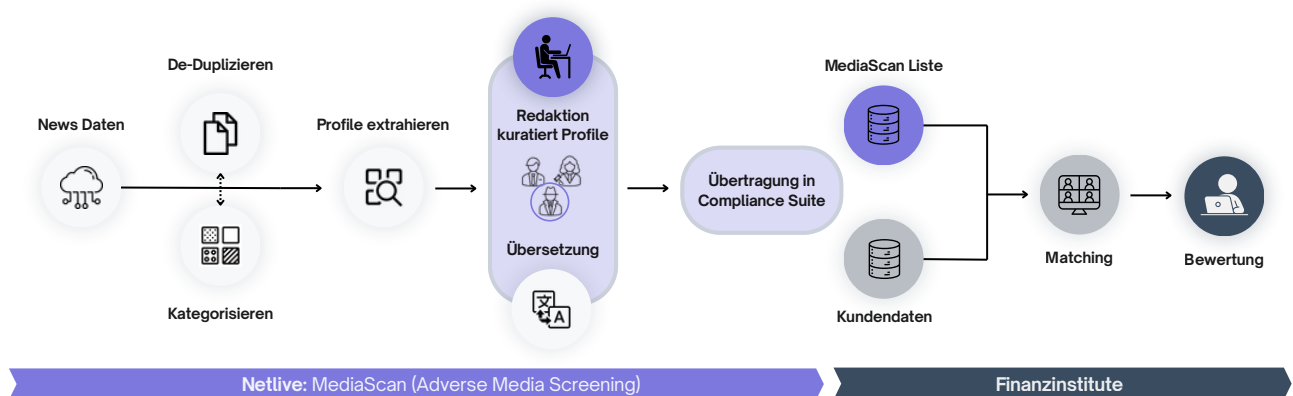 De-Duplizieren
News Daten
Profile extrahieren
Kategorisieren
Redaktion
kuratiert Profile
Übersetzung
文
A
Übertragung in
Compliance Suite
MediaScan Liste
Kundendaten
Matching
Bewertung
Netlive: MediaScan (Adverse Media Screening)
Finanzinstitute